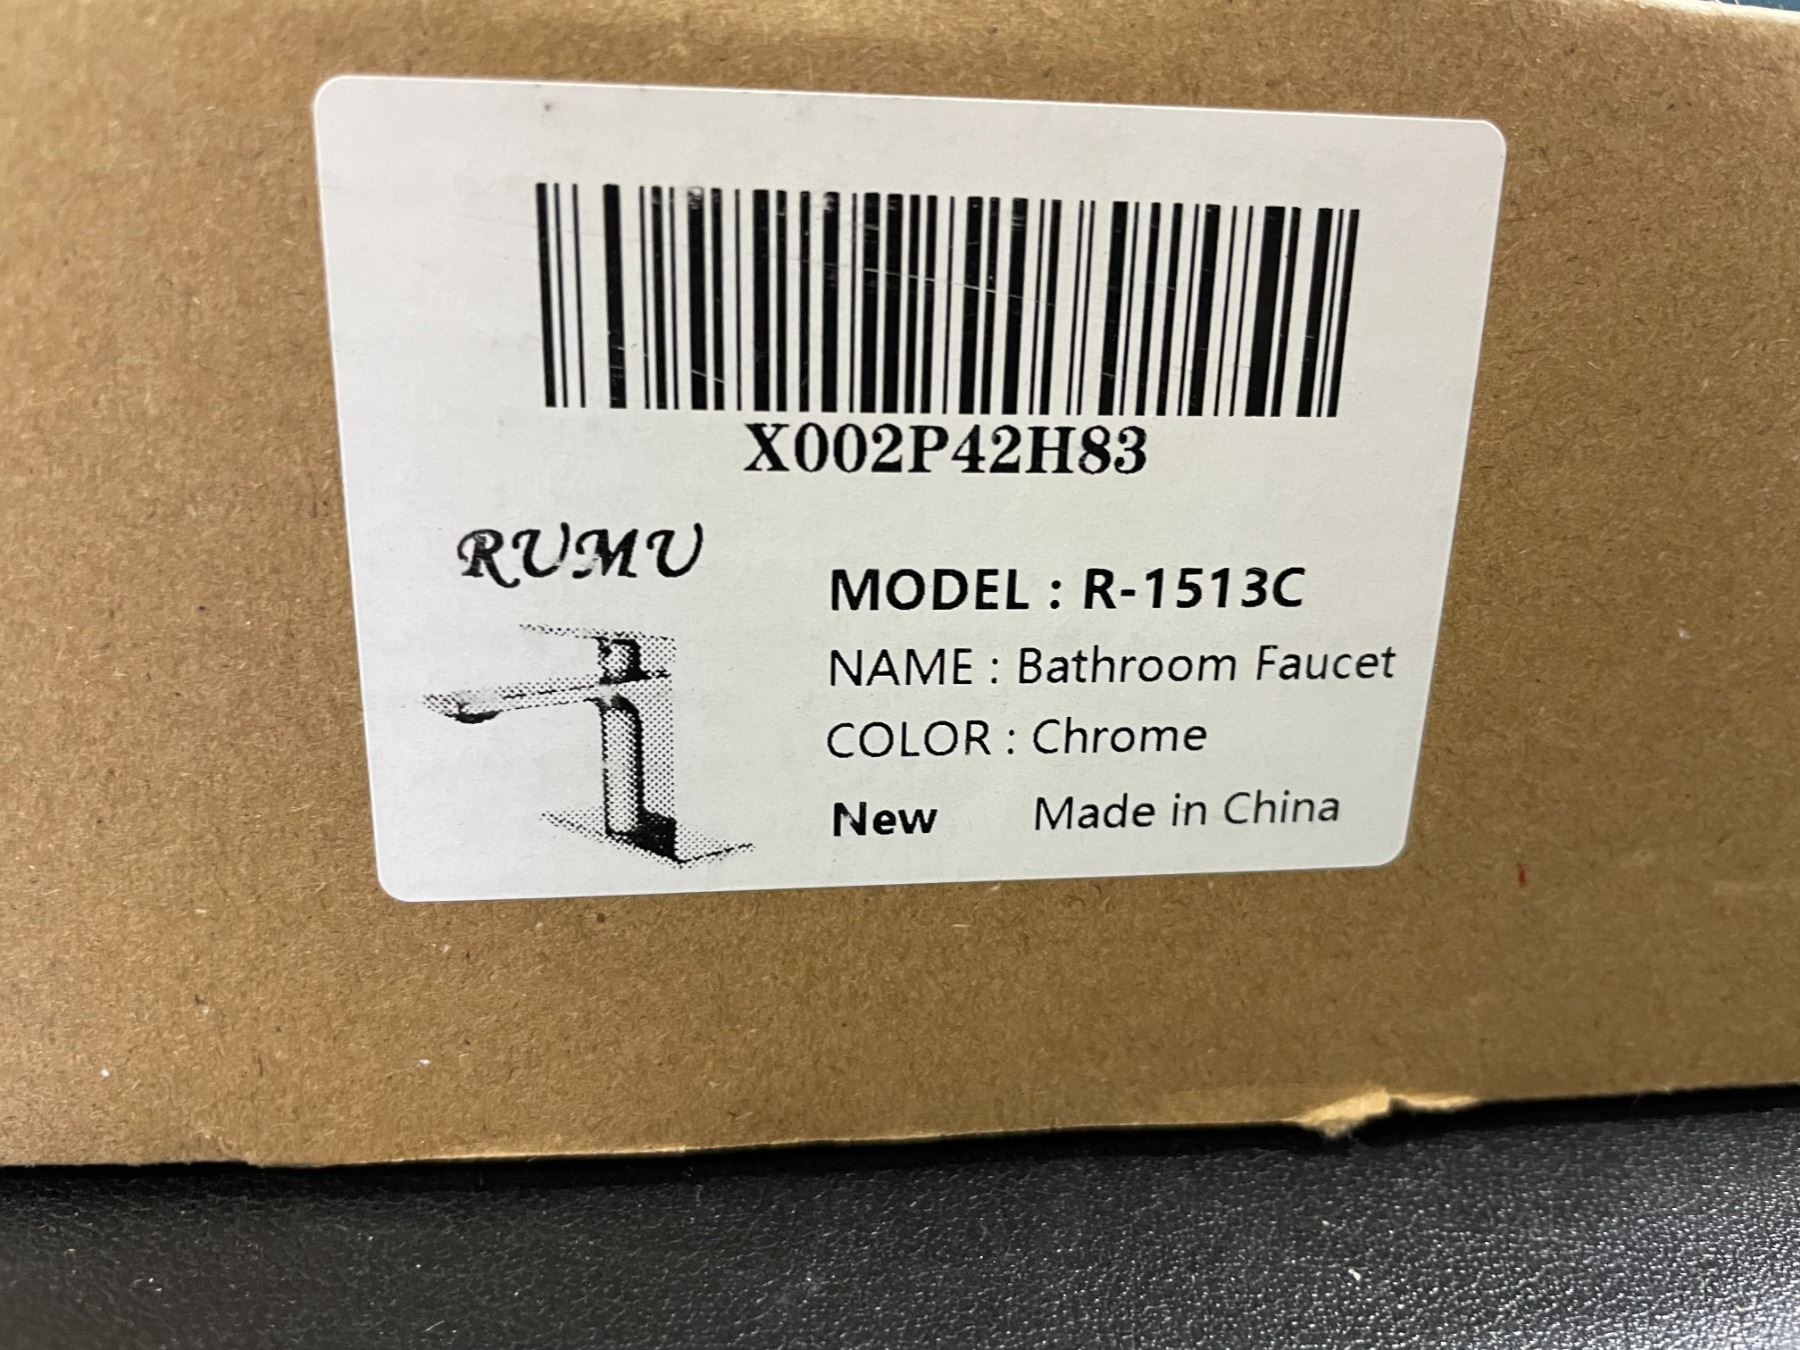 X002P42H83
RUMU
MODEL : R-1513C
NAME : Bathroom Faucet
COLOR : Chrome
New Made in China